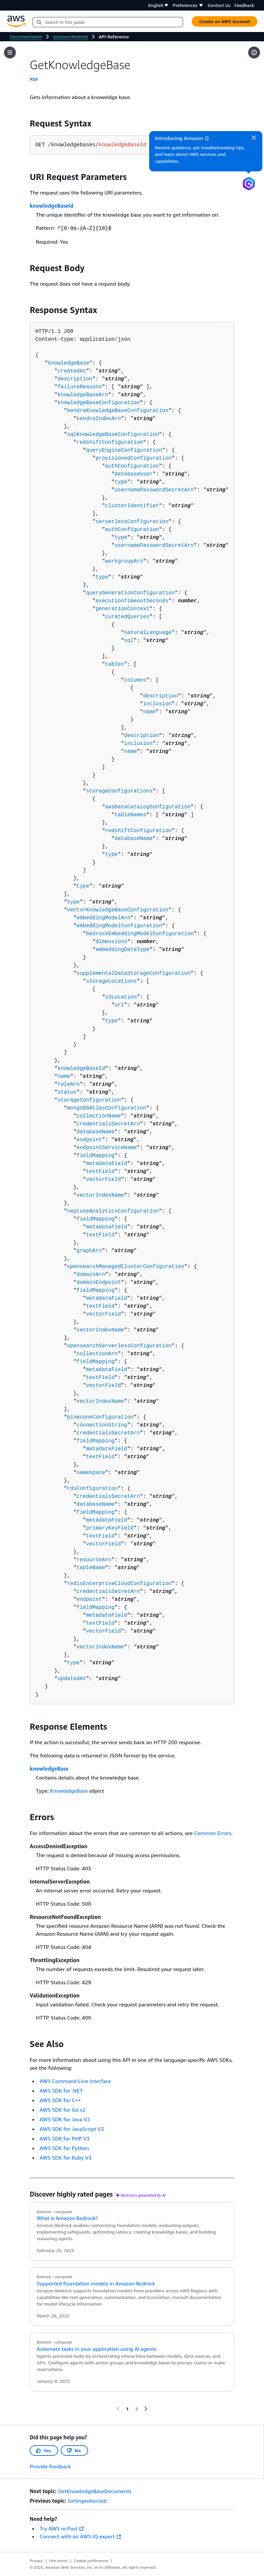 English
Preferences
Contact Us
Feedback
aws
Search in this guide
Create an AWS Account
Documentation
Amazon Bedrock
API Reference
GetKnowledgeBase
PDF
Gets information about a knoweldge base.
Request Syntax
GET /knowledgebases/knowledgeBaseId
Introducing Amazon Q
Receive guidance, get troubleshooting tips, and learn about AWS services and capabilities.
URI Request Parameters
The request uses the following URI parameters.
knowledgeBaseId
The unique identifier of the knowledge base you want to get information on.
Pattern: ^[0-9a-zA-Z]{10}$
Required: Yes
Request Body
The request does not have a request body.
Response Syntax
HTTP/1.1 200
Content-type: application/json
{
"knowledgeBase": {
"createdAt": "string",
"description": "string",
"failureReasons": [ "string" ],
"knowledgeBaseArn": "string",
"knowledgeBaseConfiguration": {
"kendraKnowledgeBaseConfiguration": {
"kendraIndexArn": "string"
},
"sqlKnowledgeBaseConfiguration": {
"redshiftConfiguration": {
"queryEngineConfiguration": {
"provisionedConfiguration": {
"authConfiguration": {
"databaseUser": "string",
"type": "string",
"usernamePasswordSecretArn": "string"
},
"clusterIdentifier": "string"
},
"serverlessConfiguration": {
"authConfiguration": {
"type": "string",
"usernamePasswordSecretArn": "string"
},
"workgroupArn": "string"
},
"type": "string"
},
"queryGenerationConfiguration": {
"executionTimeoutSeconds": number,
"generationContext": {
"curatedQueries": [
{
"naturalLanguage": "string",
"sql": "string"
}
],
"tables": [
{
"columns": [
{
"description": "string",
"inclusion": "string",
"name": "string"
}
],
"description": "string",
"inclusion": "string",
"name": "string"
}
]
}
},
"storageConfigurations": [
{
"awsDataCatalogConfiguration": {
"tableNames": [ "string" ]
},
"redshiftConfiguration": {
"databaseName": "string"
},
"type": "string"
}
]
},
"type": "string"
},
"type": "string",
"vectorKnowledgeBaseConfiguration": {
"embeddingModelArn": "string",
"embeddingModelConfiguration": {
"bedrockEmbeddingModelConfiguration": {
"dimensions": number,
"embeddingDataType": "string"
}
},
"supplementalDataStorageConfiguration": {
"storageLocations": [
{
"s3Location": {
"uri": "string"
},
"type": "string"
}
]
}
}
},
"knowledgeBaseId": "string",
"name": "string",
"roleArn": "string",
"status": "string",
"storageConfiguration": {
"mongoDbAtlasConfiguration": {
"collectionName": "string",
"credentialsSecretArn": "string",
"databaseName": "string",
"endpoint": "string",
"endpointServiceName": "string",
"fieldMapping": {
"metadataField": "string",
"textField": "string",
"vectorField": "string"
},
"vectorIndexName": "string"
},
"neptuneAnalyticsConfiguration": {
"fieldMapping": {
"metadataField": "string",
"textField": "string"
},
"graphArn": "string"
},
"opensearchManagedClusterConfiguration": {
"domainArn": "string",
"domainEndpoint": "string",
"fieldMapping": {
"metadataField": "string",
"textField": "string",
"vectorField": "string"
},
"vectorIndexName": "string"
},
"opensearchServerlessConfiguration": {
"collectionArn": "string",
"fieldMapping": {
"metadataField": "string",
"textField": "string",
"vectorField": "string"
},
"vectorIndexName": "string"
},
"pineconeConfiguration": {
"connectionString": "string",
"credentialsSecretArn": "string",
"fieldMapping": {
"metadataField": "string",
"textField": "string"
},
"namespace": "string"
},
"rdsConfiguration": {
"credentialsSecretArn": "string",
"databaseName": "string",
"fieldMapping": {
"metadataField": "string",
"primaryKeyField": "string",
"textField": "string",
"vectorField": "string"
},
"resourceArn": "string",
"tableName": "string"
},
"redisEnterpriseCloudConfiguration": {
"credentialsSecretArn": "string",
"endpoint": "string",
"fieldMapping": {
"metadataField": "string",
"textField": "string",
"vectorField": "string"
},
"vectorIndexName": "string"
},
"type": "string"
},
"updatedAt": "string"
}
}
Response Elements
If the action is successful, the service sends back an HTTP 200 response.
The following data is returned in JSON format by the service.
knowledgeBase
Contains details about the knowledge base.
Type: KnowledgeBase object
Errors
For information about the errors that are common to all actions, see Common Errors.
AccessDeniedException
The request is denied because of missing access permissions.
HTTP Status Code: 403
InternalServerException
An internal server error occurred. Retry your request.
HTTP Status Code: 500
ResourceNotFoundException
The specified resource Amazon Resource Name (ARN) was not found. Check the
Amazon Resource Name (ARN) and try your request again.
HTTP Status Code: 404
ThrottlingException
The number of requests exceeds the limit. Resubmit your request later.
HTTP Status Code: 429
ValidationException
Input validation failed. Check your request parameters and retry the request.
HTTP Status Code: 400
See Also
For more information about using this API in one of the language-specific AWS SDKs,
see the following:
AWS Command Line Interface
AWS SDK for .NET
AWS SDK for C++
AWS SDK for Go v2
AWS SDK for Java V2
AWS SDK for JavaScript V3
AWS SDK for PHP V3
AWS SDK for Python
AWS SDK for Ruby V3
Discover highly rated pages
Abstracts generated by AI
Bedrock › userguide
What is Amazon Bedrock?
Amazon Bedrock enables customizing foundation models, evaluating outputs, implementing safeguards, optimizing latency, creating knowledge bases, and building reasoning agents.
February 28, 2025
Bedrock › userguide
Supported foundation models in Amazon Bedrock
Amazon Bedrock supports foundation models from providers across AWS Regions with capabilities like text generation, summarization, and translation. Consult documentation for model lifecycle information.
March 26, 2025
Bedrock › userguide
Automate tasks in your application using AI agents
Agents automate tasks by orchestrating interactions between models, data sources, and APIs. Configure agents with action groups and knowledge bases to process claims or make reservations.
January 9, 2025
1
2
Did this page help you?
Yes
No
Provide feedback
Next topic: GetKnowledgeBaseDocuments
Previous topic: GetIngestionJob
Need help?
Try AWS re:Post
Connect with an AWS IQ expert
Privacy | Site terms | Cookie preferences |
© 2025, Amazon Web Services, Inc. or its affiliates. All rights reserved.